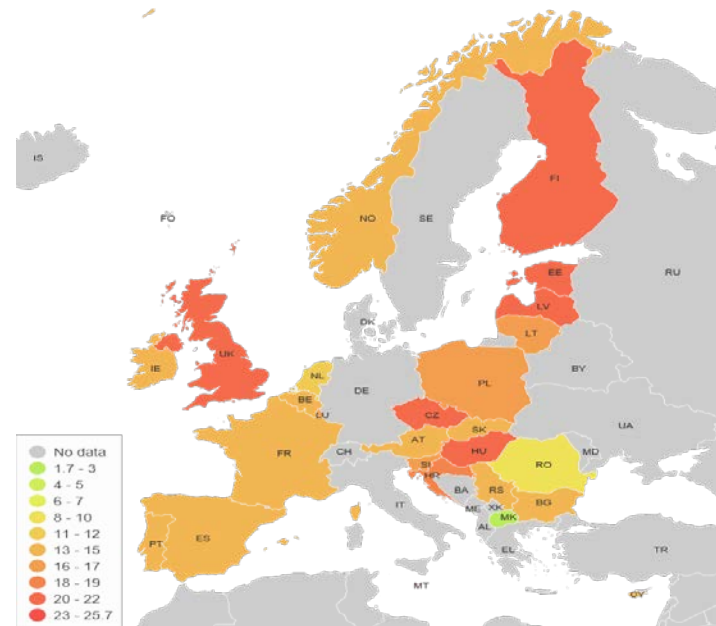 IS
FO
NO
SE
FI
RU
EE
LV
LT
DK
BY
IE
UK
NL
BE
LU
DE
PL
CZ
SK
UA
FR
CH
AT
HU
MD
SI
HR
RO
BA
RS
ME
XK
BG
MK
AL
PT
ES
IT
EL
TR
MT
CY
No data
1.7 - 3
4 - 5
6 - 7
8 - 10
11 - 12
13 - 15
16 - 17
18 - 19
20 - 22
23 - 25.7